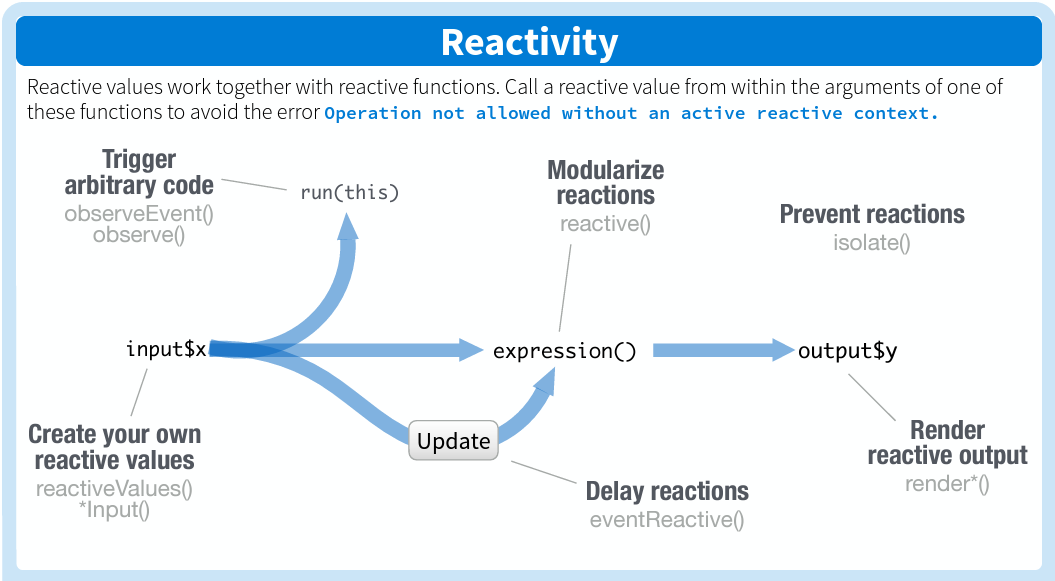 Reactivity
Reactive values work together with reactive functions. Call a reactive value from within the arguments of one of
these functions to avoid the error Operation not allowed without an active reactive context.
Trigger
arbitrary code
observeEvent()
observe()
run(this)
Modularize
reactions
reactive()
Prevent reactions
isolate()
input$x
expression()
output$y
Update
Create your own
reactive values
reactiveValues()
*Input()
Delay reactions
eventReactive()
Render
reactive output
render*()